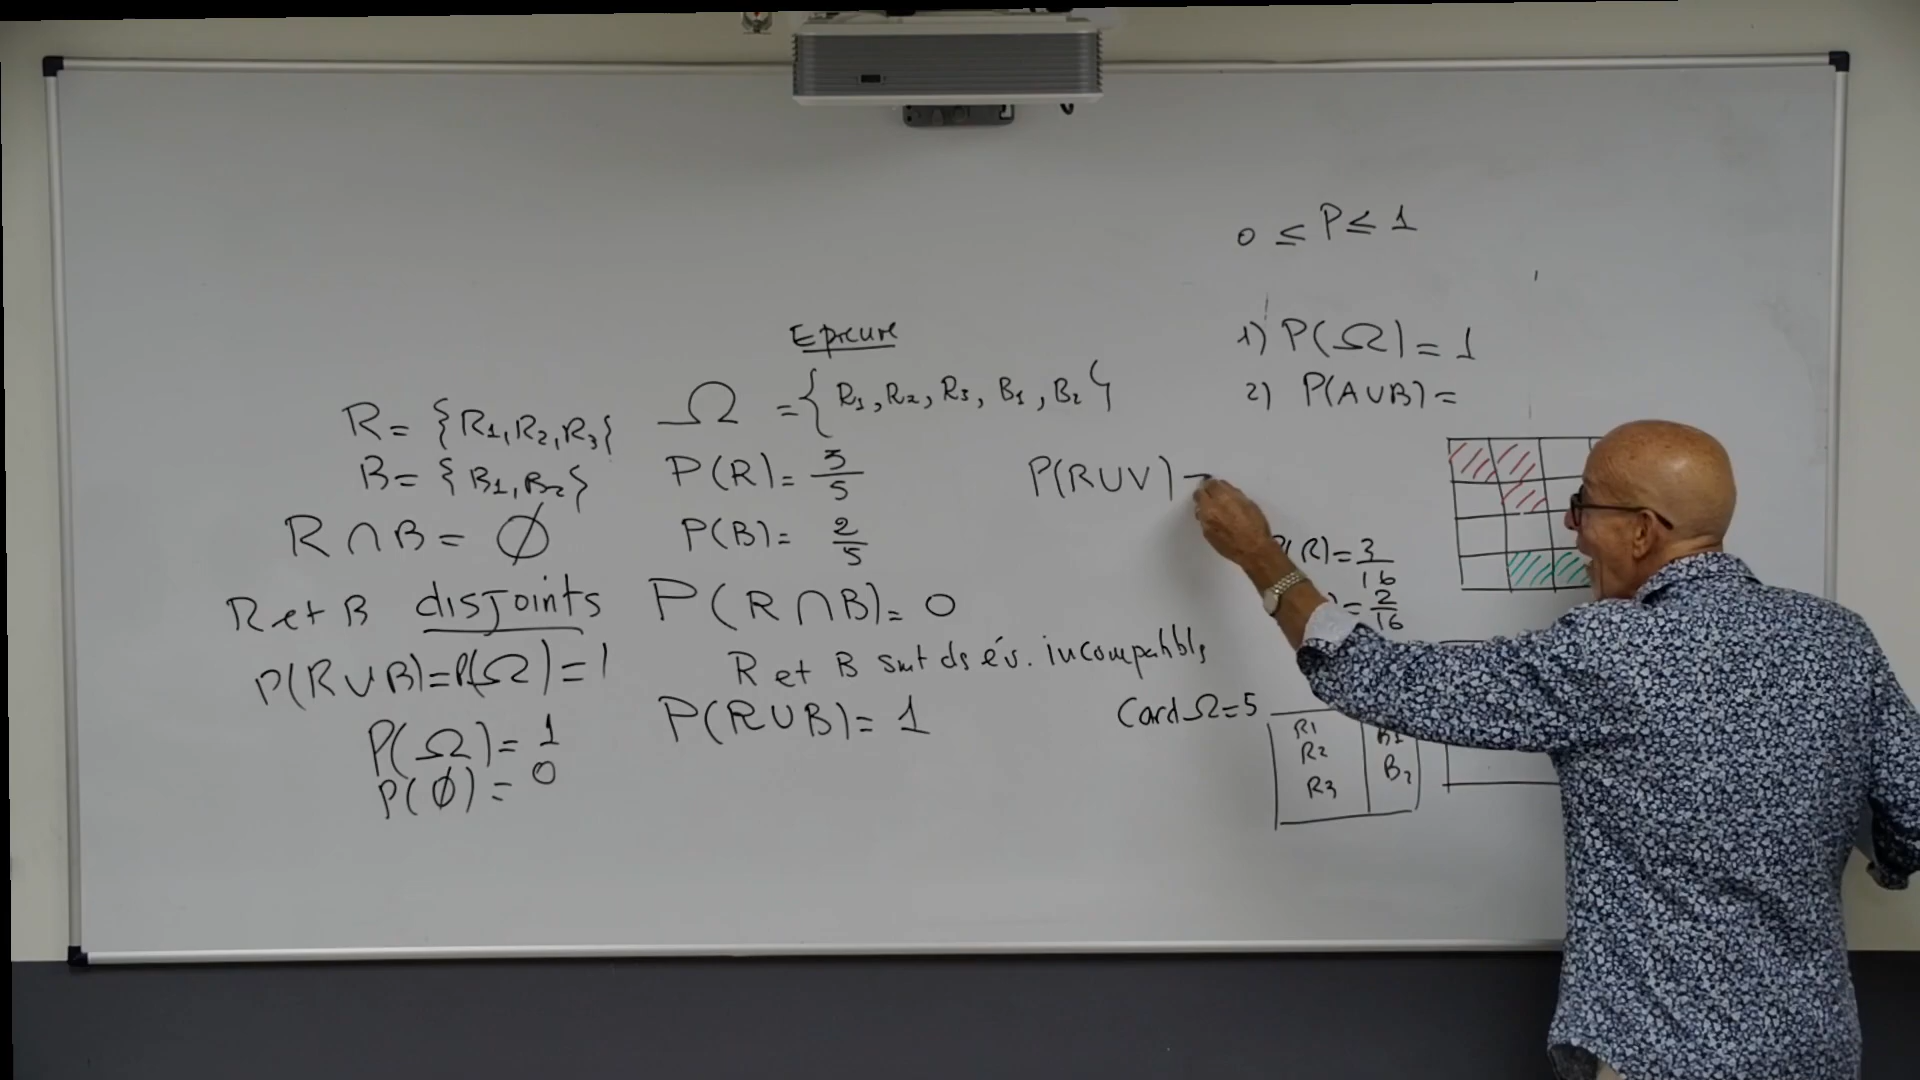 0 ≤ P ≤ 1
Epreuve
1) P(Ω) = 1
2) P(A∪B) =
Ω = {R1, R2, R3, B1, B2}
R = {R1, R2, R3}
B = {B1, B2}
R ∩ B = ∅
R et B disjoints
P(R∪B) = P(Ω) = 1
P(Ω) = 1
P(∅) = 0
P(R) = 3/5
P(B) = 2/5
P(R∩B) = 0
R et B sont ds év. incompatibls
P(R∪B) = 1
P(R∪V) =
(R) = 3/16
) = 2/16
Card Ω = 5
R1
R2 B2
R3